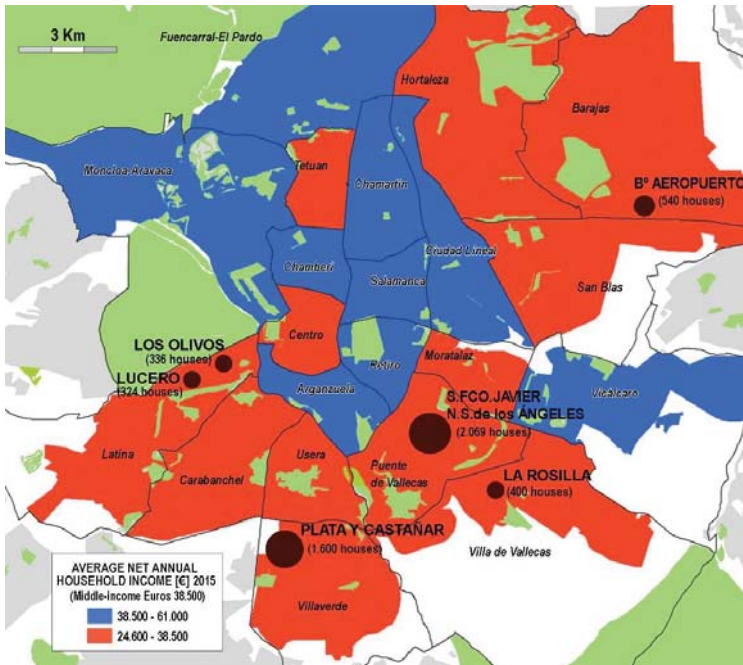 Fuencarral-El Pardo
3 Km
Hortaleza
Barajas
Tetuan
Moncloa-Aravaca
Chamartín
Bº AEROPUERTO
(540 houses)
Ciudad Lineal
Chamberí
Salamanca
San Blas
Centro
LOS OLIVOS
(336 houses)
Retiro
Moratalaz
LUCERO
(324 houses)
Arganzuela
S.FCO.JAVIER
N.S.de los ÁNGELES
(2.069 houses)
Vicálcaro
Latina
Usera
Carabanchel
Puente
de Vallecas
LA ROSILLA
(400 houses)
PLATA Y CASTAÑAR
(1.600 houses)
Villa de Vallecas
Villaverde
AVERAGE NET ANNUAL
HOUSEHOLD INCOME [€] 2015
(Middle-income Euros 38.500)
38.500 - 61.000
24.600 - 38.500